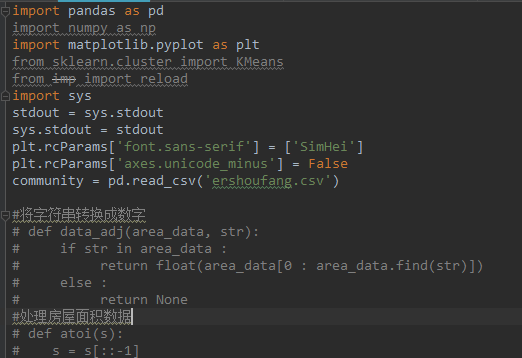 import pandas as pd
import numpy as np
import matplotlib.pyplot as plt
from sklearn.cluster import KMeans
from imp import reload
import sys
stdout = sys.stdout
sys.stdout = stdout
plt.rcParams['font.sans-serif'] = ['SimHei']
plt.rcParams['axes.unicode_minus'] = False
community = pd.read_csv('ershoufang.csv')
#将字符串转换成数字
# def data_adj(area_data, str):
#     if str in area_data :
#           return float(area_data[0 : area_data.find(str)])
#     else :
#           return None
#处理房屋面积数据
# def atoi(s):
#    s = s[::-1]